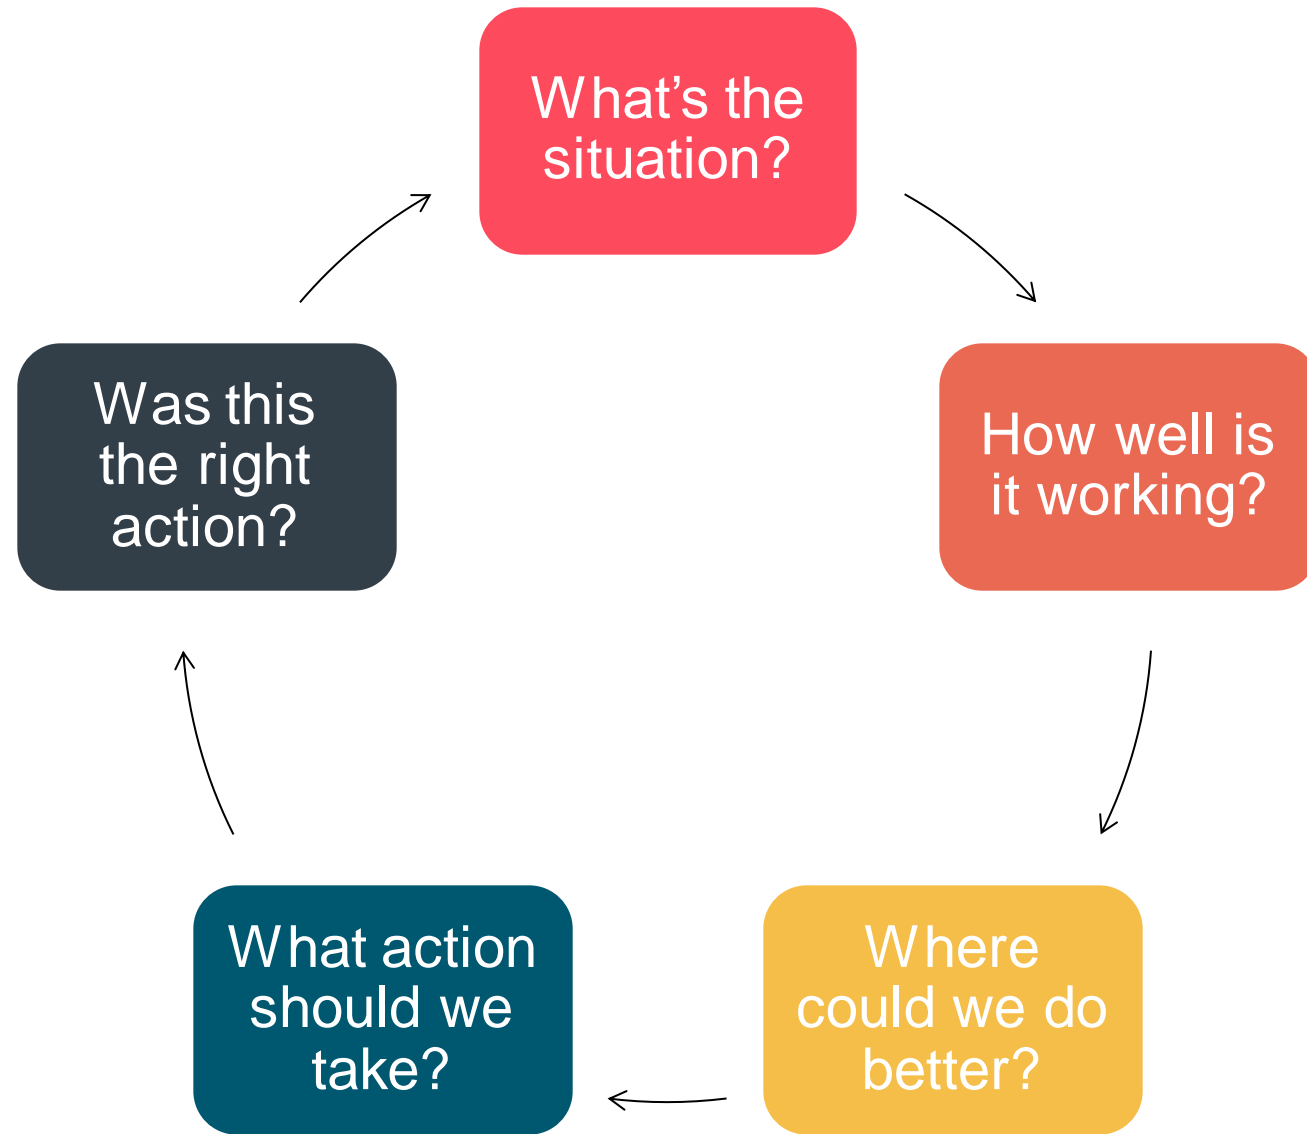 What’s the
situation?
How well is
it working?
Where
could we do
better?
What action
should we
take?
Was this
the right
action?